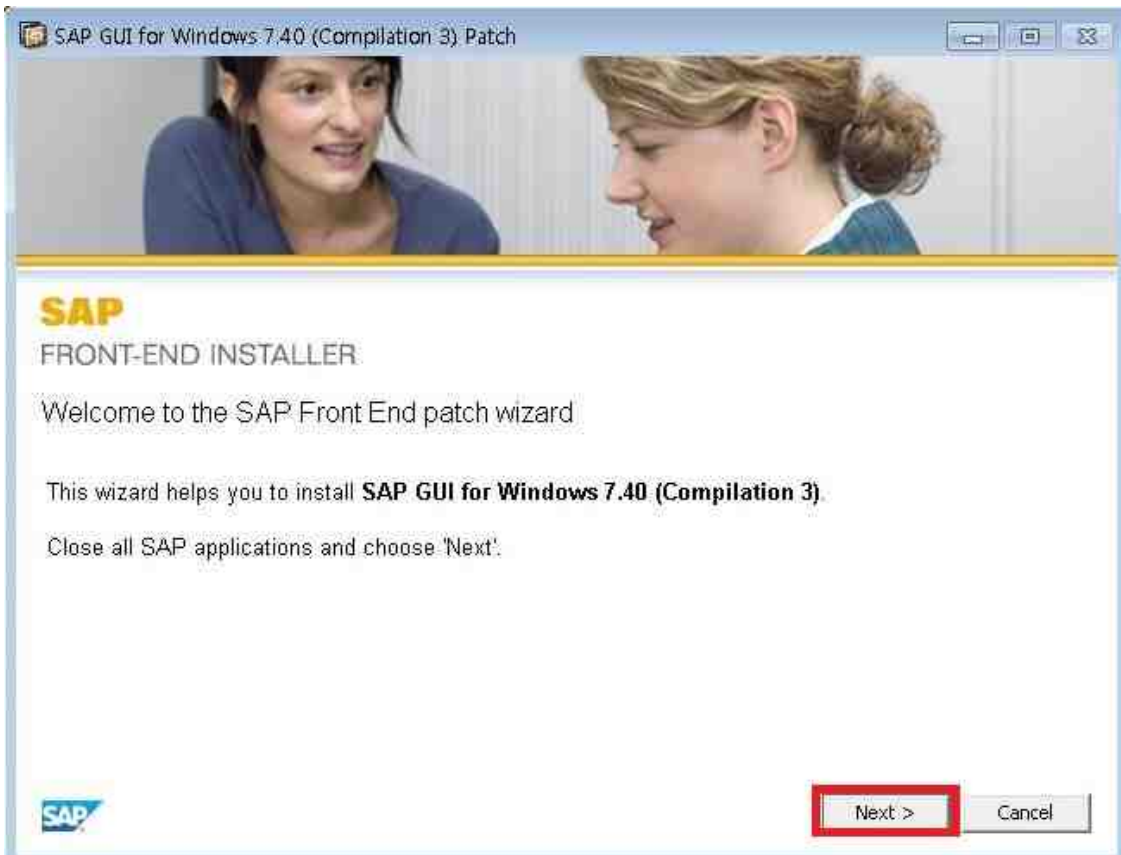 SAP GUI for Windows 7.40 (Compilation 3) Patch
SAP
FRONT-END INSTALLER
Welcome to the SAP Front End patch wizard
This wizard helps you to install SAP GUI for Windows 7.40 (Compilation 3).
Close all SAP applications and choose 'Next'.
SAP
Next >
Cancel